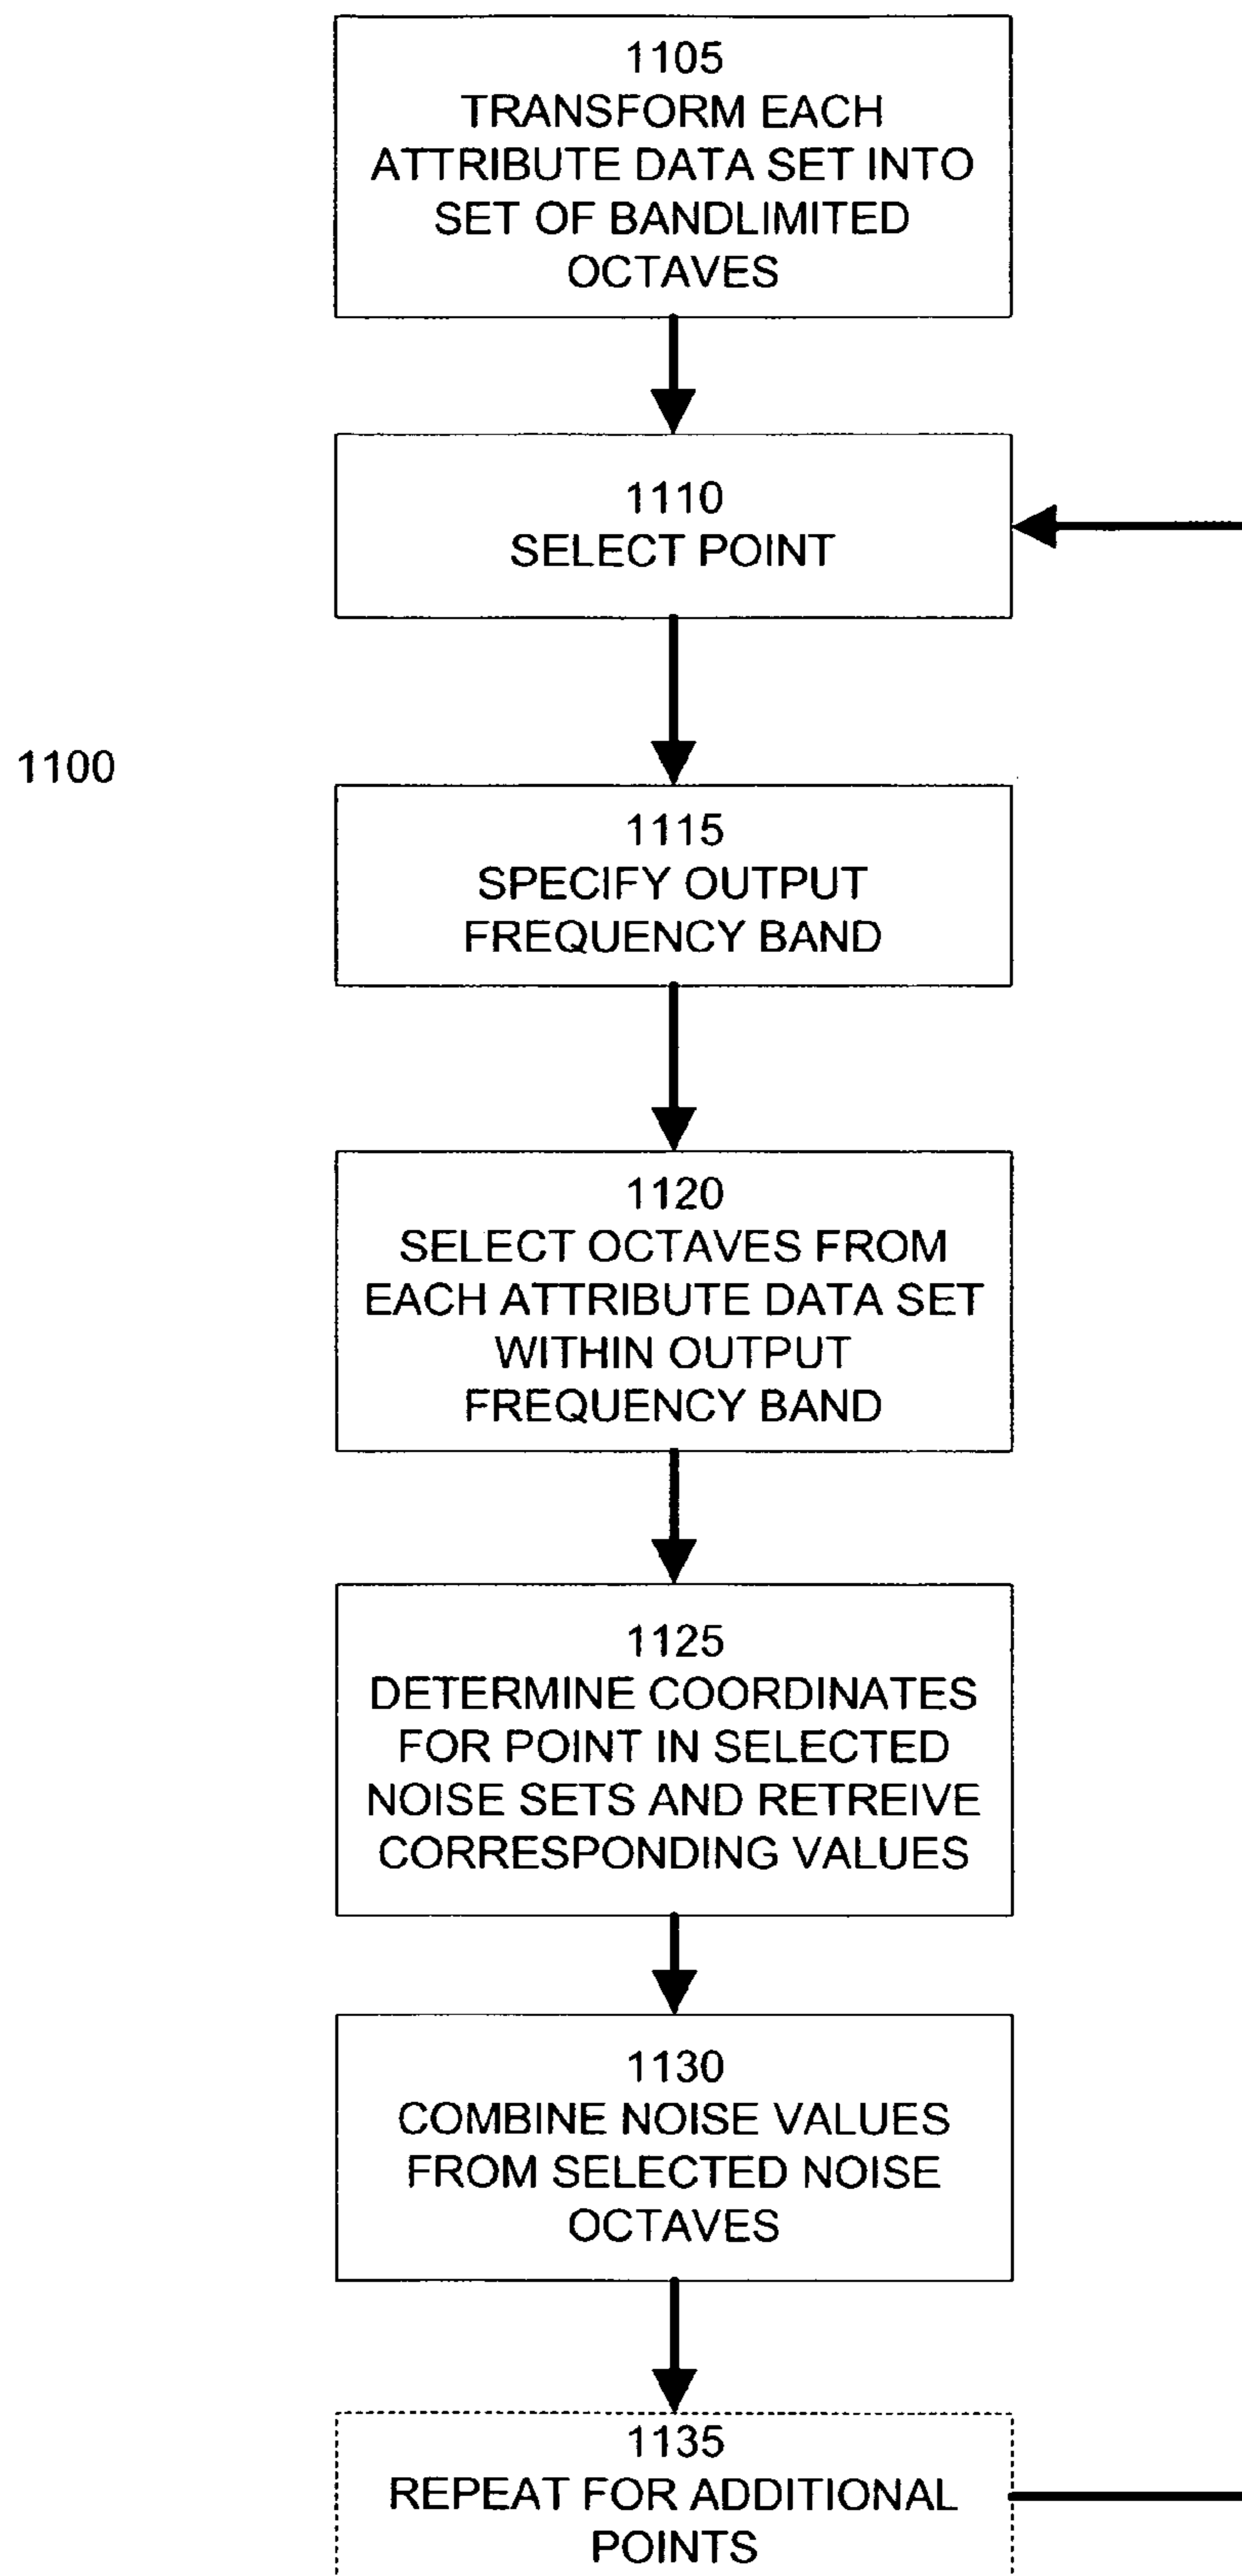 1105
TRANSFORM EACH
ATTRIBUTE DATA SET INTO
SET OF BANDLIMITED
OCTAVES
1110
SELECT POINT
1100
1115
SPECIFY OUTPUT
FREQUENCY BAND
1120
SELECT OCTAVES FROM
EACH ATTRIBUTE DATA SET
WITHIN OUTPUT
FREQUENCY BAND
1125
DETERMINE COORDINATES
FOR POINT IN SELECTED
NOISE SETS AND RETREIVE
CORRESPONDING VALUES
1130
COMBINE NOISE VALUES
FROM SELECTED NOISE
OCTAVES
1135
REPEAT FOR ADDITIONAL
POINTS